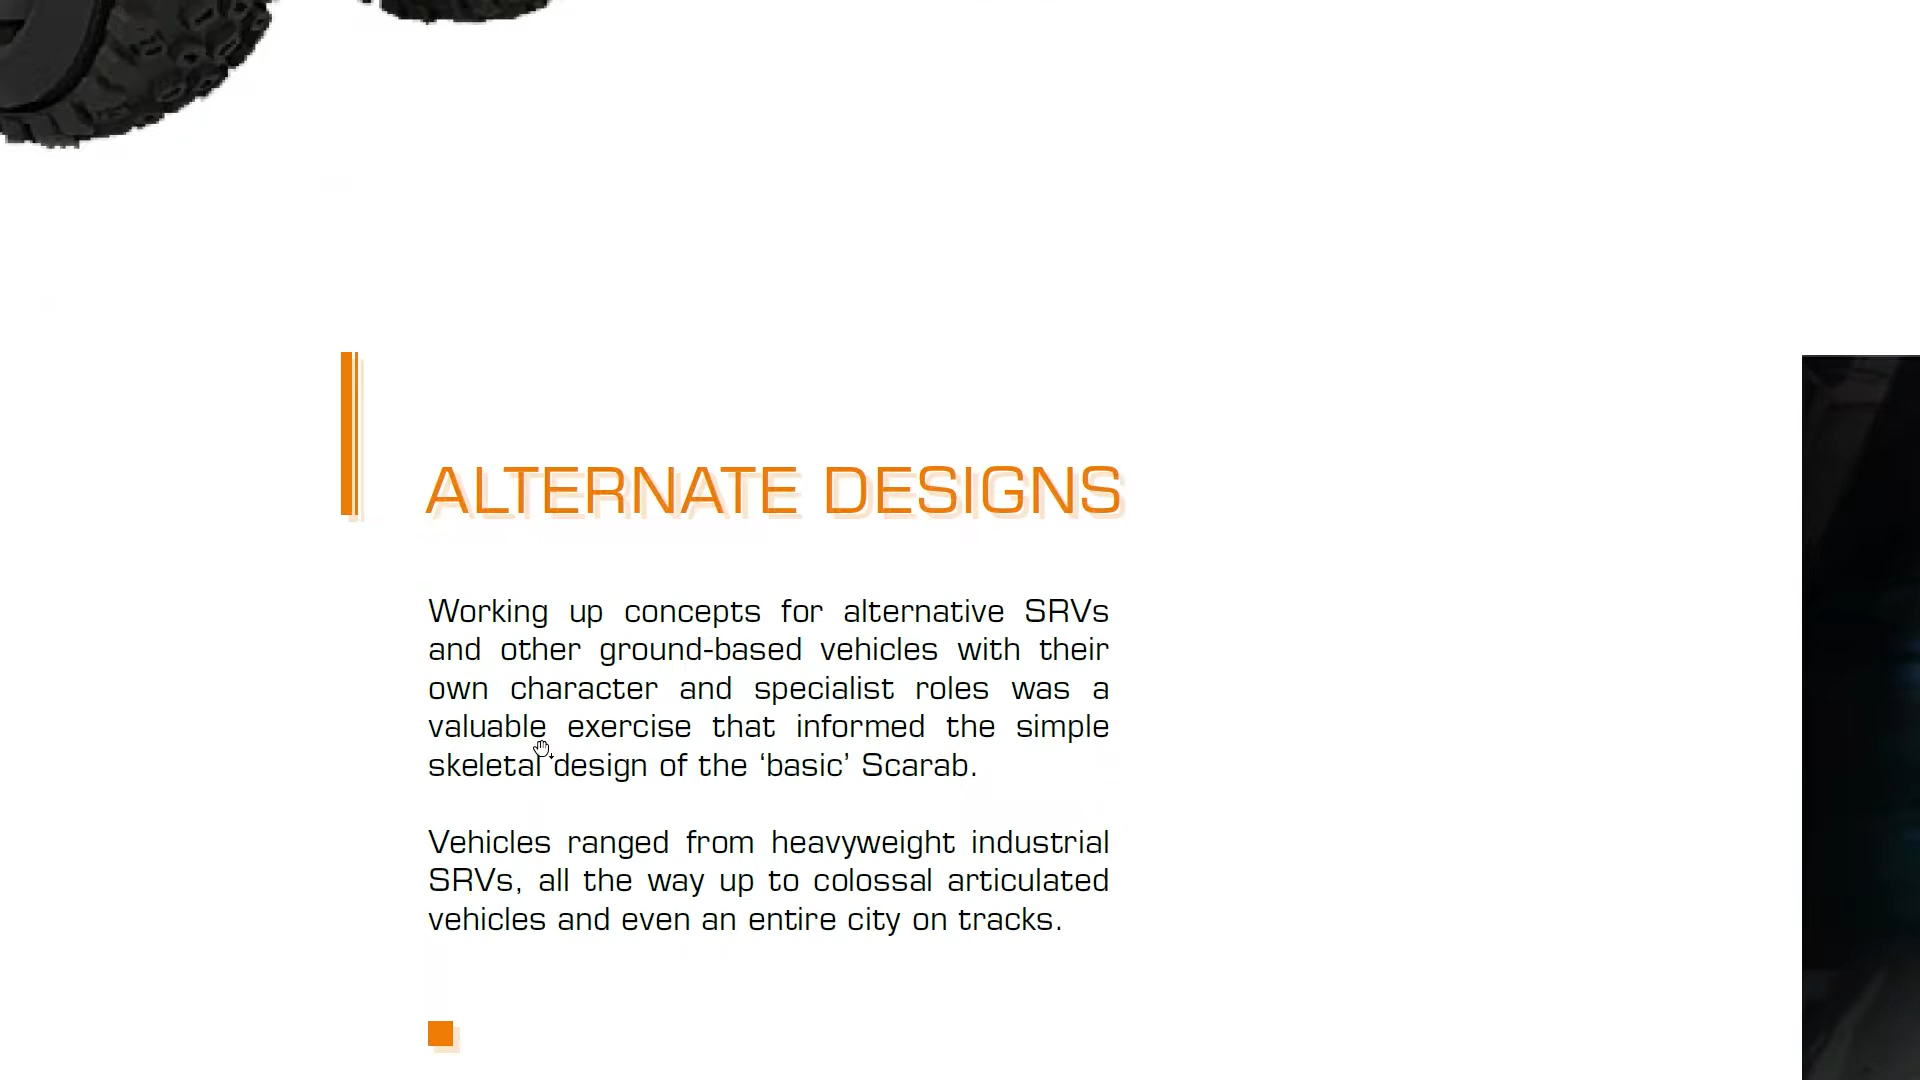 ALTERNATE DESIGNS
Working up concepts for alternative SRVs
and other ground-based vehicles with their
own character and specialist roles was a
valuable exercise that informed the simple
skeletal design of the ‘basic’ Scarab.
Vehicles ranged from heavyweight industrial
SRVs, all the way up to colossal articulated
vehicles and even an entire city on tracks.